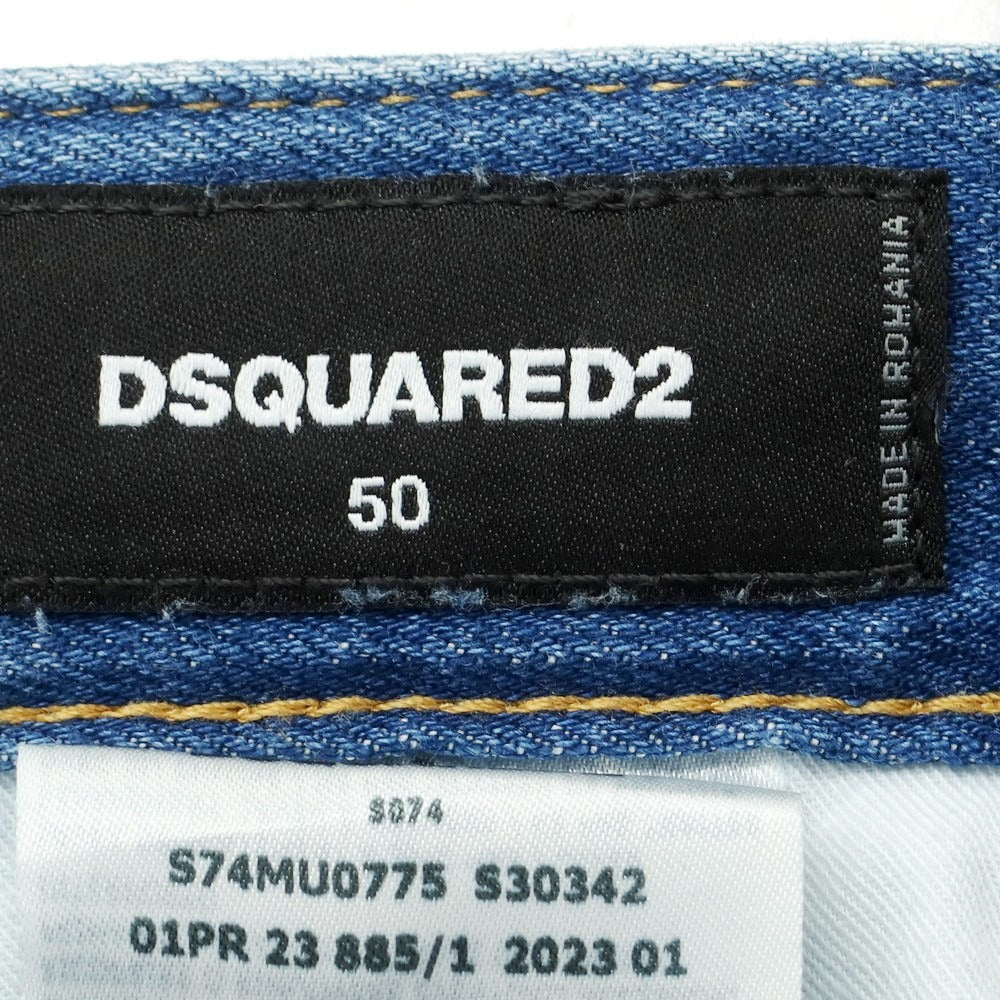 DSQUARED2
50
MADE IN ROMANIA
S074
S74MU0775 S30342
01PR 23 885/1 2023 01